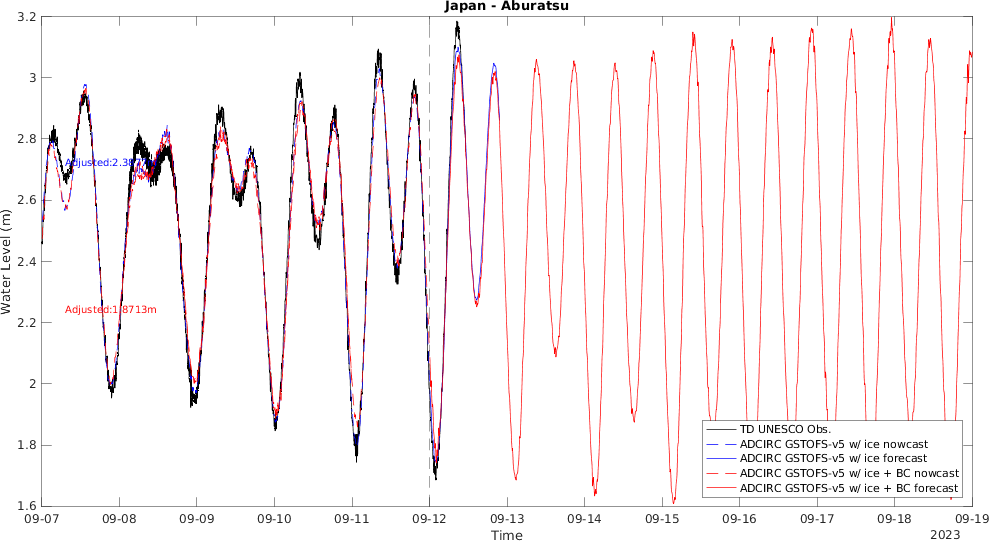 Japan - Aburatsu
3.2
3
2.8
2.6
2.4
2.2
2
1.8
1.6
Water Level (m)
Adjusted:1.8713m
TD UNESCO Obs.
ADCIRC GSTOFS-v5 w/ ice nowcast
ADCIRC GSTOFS-v5 w/ ice forecast
ADCIRC GSTOFS-v5 w/ ice + BC nowcast
ADCIRC GSTOFS-v5 w/ ice + BC forecast
09-07 09-08 09-09 09-10 09-11 09-12 09-13 09-14 09-15 09-16 09-17 09-18 09-19
Time
2023